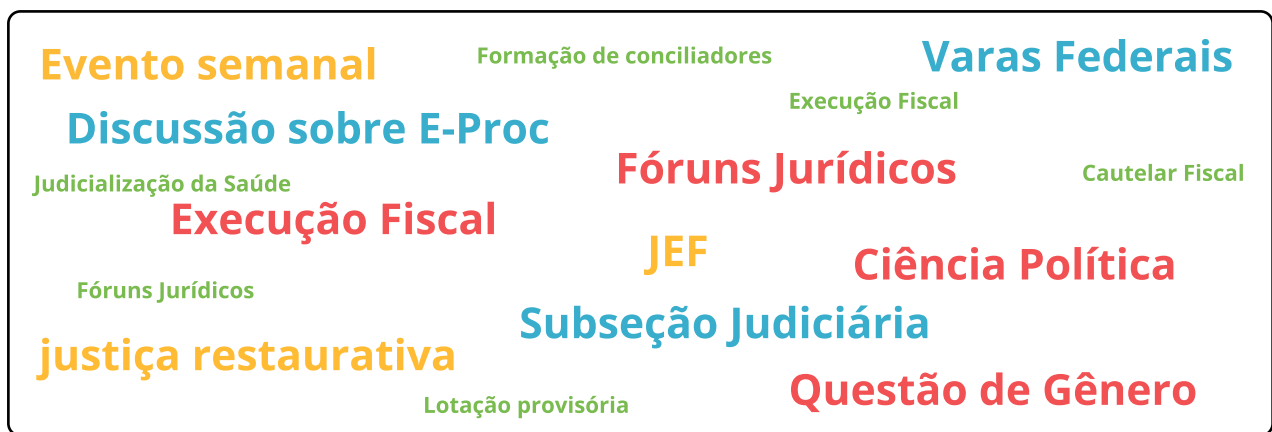 Evento semanal
Formação de conciliadores
Varas Federais
Execução Fiscal
Discussão sobre E-Proc
Fóruns Jurídicos
Cautelar Fiscal
Judicialização da Saúde
Execução Fiscal
JEF
Ciência Política
Fóruns Jurídicos
Subseção Judiciária
justiça restaurativa
Questão de Gênero
Lotação provisória